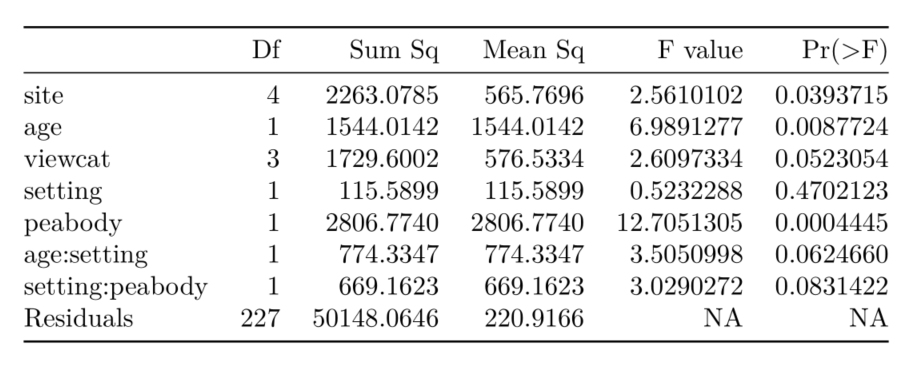 Df Sum Sq Mean Sq F value Pr(>F)
site 4 2263.0785 565.7696 2.5610102 0.0393715
age 1 1544.0142 1544.0142 6.9891277 0.0087724
viewcat 3 1729.6002 576.5334 2.6097334 0.0523054
setting 1 115.5899 115.5899 0.5232288 0.4702123
peabody 1 2806.7740 2806.7740 12.7051305 0.0004445
age:setting 1 774.3347 774.3347 3.5050998 0.0624660
setting:peabody 1 669.1623 669.1623 3.0290272 0.0831422
Residuals 227 50148.0646 220.9166 NA NA